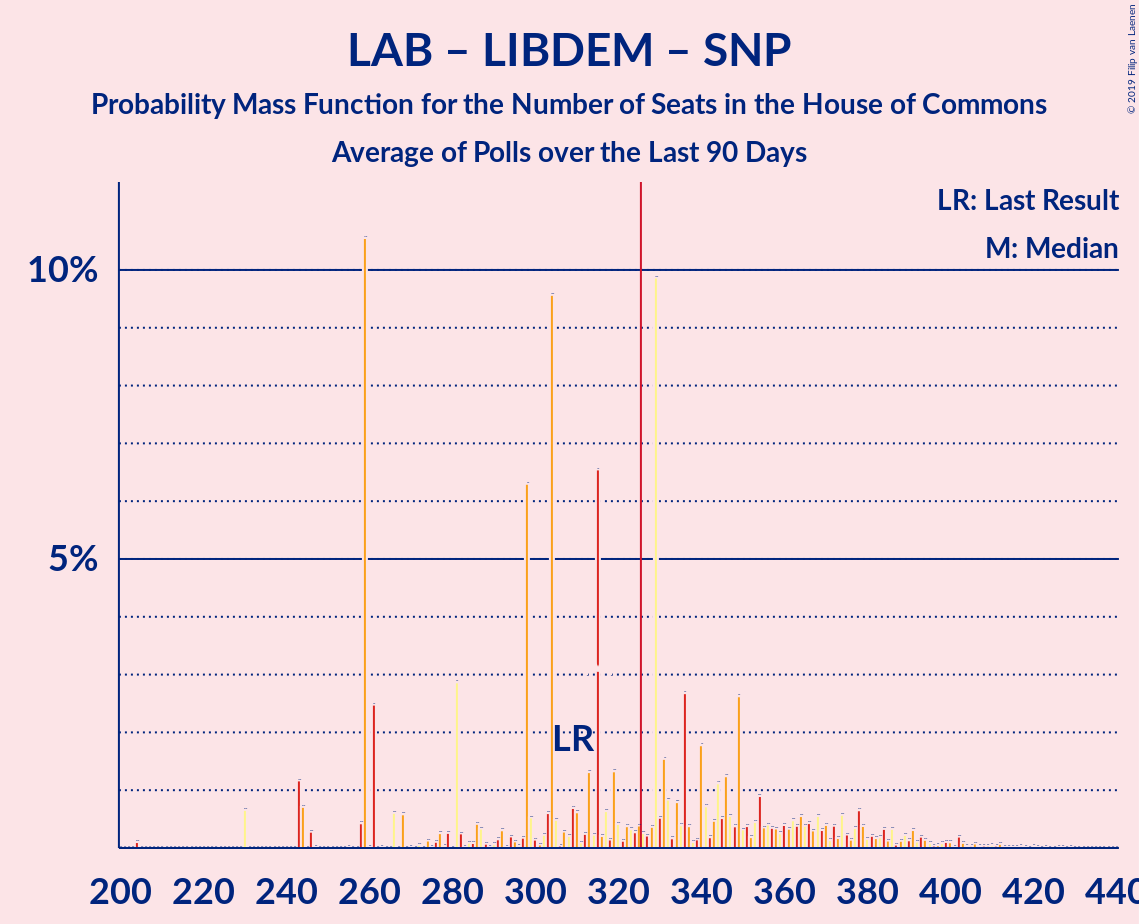 LAB – LIBDEM – SNP
Probability Mass Function for the Number of Seats in the House of Commons
Average of Polls over the Last 90 Days
© 2019 Filip van Laenen
LR: Last Result
M: Median
10%
5%
LR
200 220 240 260 280 300 320 340 360 380 400 420 440